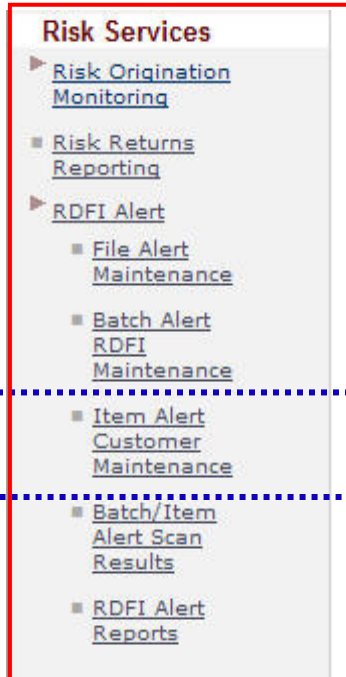 Risk Services
Risk Origination
Monitoring
Risk Returns
Reporting
RDFI Alert
File Alert
Maintenance
Batch Alert
RDFI
Maintenance
Item Alert
Customer
Maintenance
Batch/Item
Alert Scan
Results
RDFI Alert
Reports